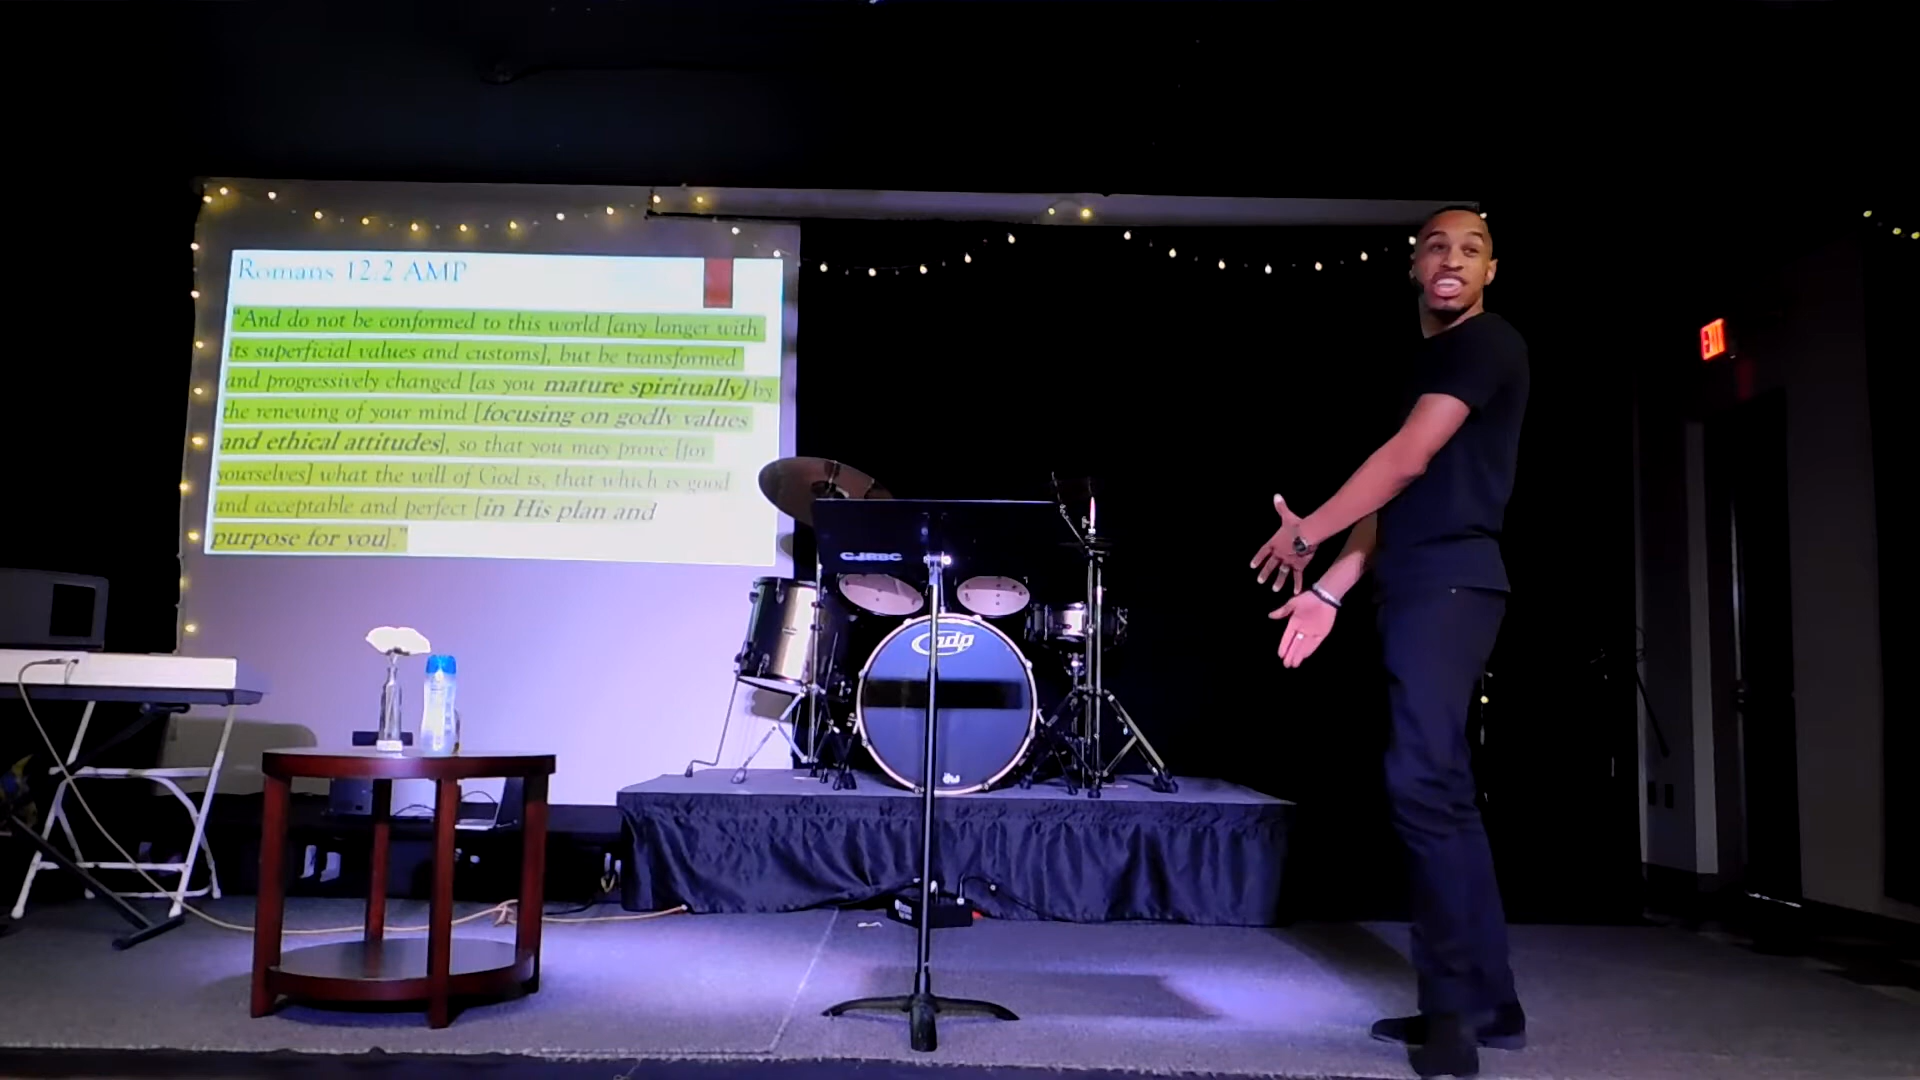 Romans 12:2 AMP
“And do not be conformed to this world [any longer with
its superficial values and customs], but be transformed
and progressively changed [as you mature spiritually] by
the renewing of your mind [focusing on godly values
and ethical attitudes], so that you may prove [for
yourselves] what the will of God is, that which is good
and acceptable and perfect [in His plan and
purpose for you].”
EXIT
CJRBC
pdp
dw